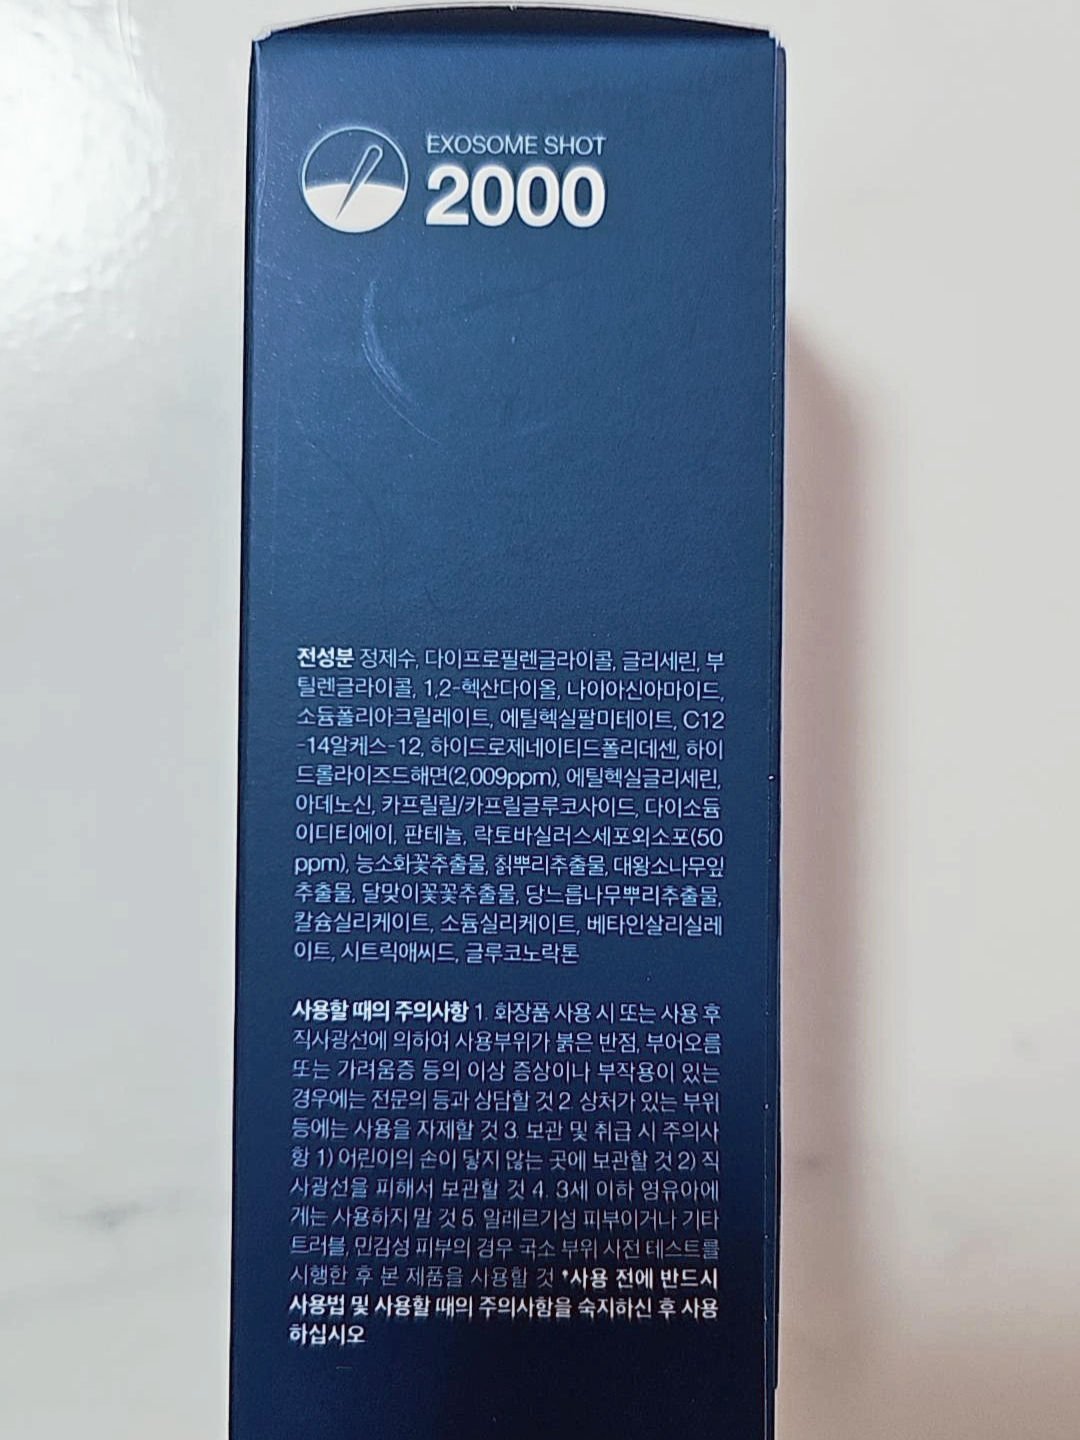 EXOSOME SHOT
2000
전성분 정제수, 다이프로필렌글라이콜, 글리세린, 부
틸렌글라이콜, 1,2-헥산다이올, 나이아신아마이드,
소듐폴리아크릴레이트, 에틸헥실팔미테이트, C12
-14알케스-12, 하이드로제네이티드폴리데센, 하이
드롤라이즈드해면(2,009ppm), 에틸헥실글리세린,
아데노신, 카프릴릴/카프릴글루코사이드, 다이소듐
이디티에이, 판테놀, 락토바실러스세포외소포(50
ppm), 능소화꽃추출물, 칡뿌리추출물, 대왕소나무잎
추출물, 달맞이꽃꽃추출물, 당느릅나무뿌리추출물,
칼슘실리케이트, 소듐실리케이트, 베타인살리실레
이트, 시트릭애씨드, 글루코노락톤
사용할 때의 주의사항 1. 화장품 사용 시 또는 사용 후
직사광선에 의하여 사용부위가 붉은 반점, 부어오름
또는 가려움증 등의 이상 증상이나 부작용이 있는
경우에는 전문의 등과 상담할 것 2. 상처가 있는 부위
등에는 사용을 자제할 것 3. 보관 및 취급 시 주의사
항 1) 어린이의 손이 닿지 않는 곳에 보관할 것 2) 직
사광선을 피해서 보관할 것 4. 3세 이하 영유아에
게는 사용하지 말 것 5. 알레르기성 피부이거나 기타
트러블, 민감성 피부의 경우 국소 부위 사전 테스트를
시행한 후 본 제품을 사용할 것 *사용 전에 반드시
사용법 및 사용할 때의 주의사항을 숙지하신 후 사용
하십시오